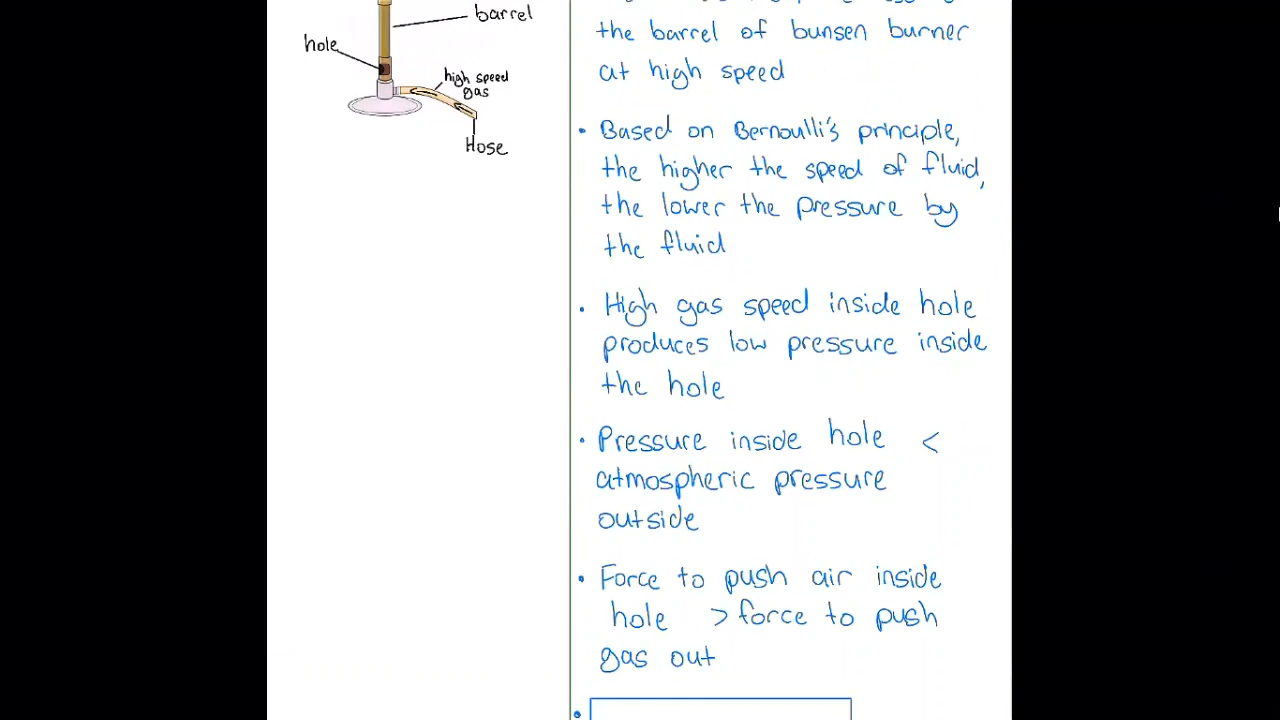 barrel
hole
high speed
gas
Hose
the barrel of bunsen burner
at high speed
• Based on Bernoulli's principle,
the higher the speed of fluid,
the lower the pressure by
the fluid
• High gas speed inside hole
produces low pressure inside
the hole
• Pressure inside hole <
atmospheric pressure
outside
• Force to push air inside
hole > force to push
gas out
•